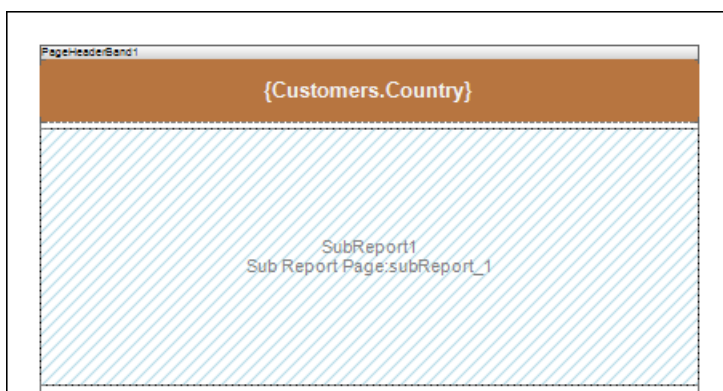 PageHeaderBand1
{Customers.Country}
SubReport1
Sub Report Page:subReport_1